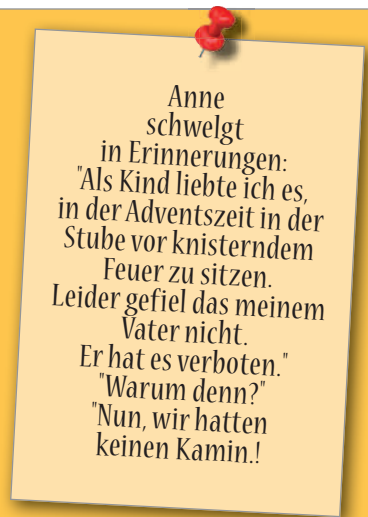 Anne
schwelgt
in Erinnerungen:
"Als Kind liebte ich es,
in der Adventszeit in der
Stube vor knisterndem
Feuer zu sitzen.
Leider gefiel das meinem
Vater nicht.
Er hat es verboten."
"Warum denn?"
"Nun, wir hatten
keinen Kamin.!